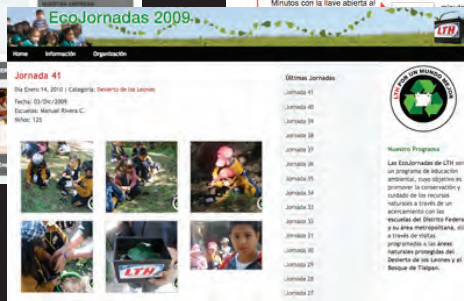 Minutos con la llave abierta al
EcoJornadas 2009
LTH
Home Información Organización
Jornada 41
Día Enero 14, 2010 | Categoría: Desierto de los Leones
Fecha: 03/Dic/2009
Escuelas: Manuel Rivera C.
Niños: 125
LTH
Últimas Jornadas
Jornada 41
Jornada 40
Jornada 39
Jornada 38
Jornada 37
Jornada 36
Jornada 35
Jornada 34
Jornada 33
Jornada 32
Jornada 31
Jornada 30
Jornada 29
Jornada 28
Jornada 27
LTH POR UN MUNDO MEJOR
Nuestro Programa
Las EcoJornadas de LTH son
un programa de educación
ambiental, cuyo objetivo es
promover la conservación y
cuidado de los recursos
naturales a través de un
acercamiento con las
escuelas del Distrito Federal
y su área metropolitana,
a través de visitas
programadas a las áreas
naturales protegidas del
Desierto de los Leones y el
Bosque de Tlalpan.